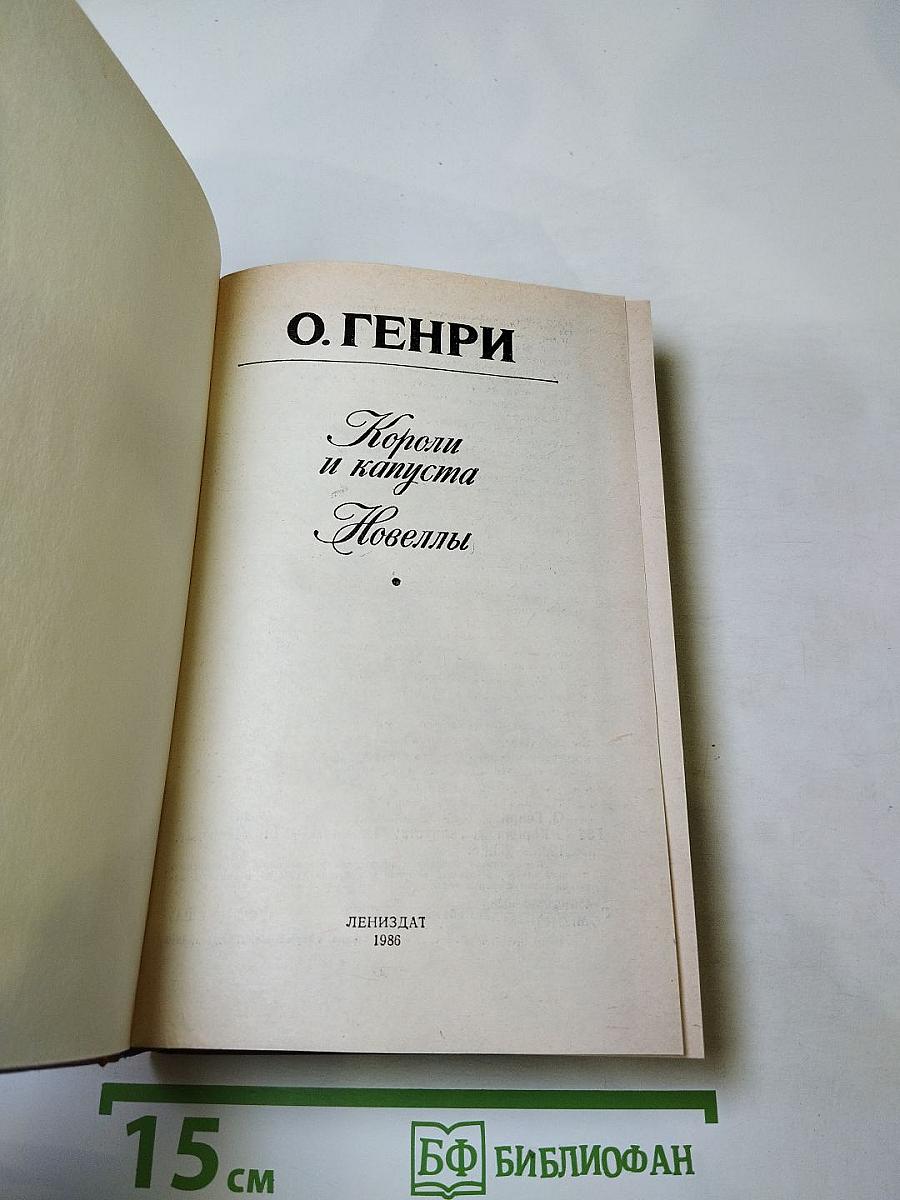 О. ГЕНРИ
Короли
и капуста
Новеллы
ЛЕНИЗДАТ
1986
15 см
БФ БИБЛИОФАН